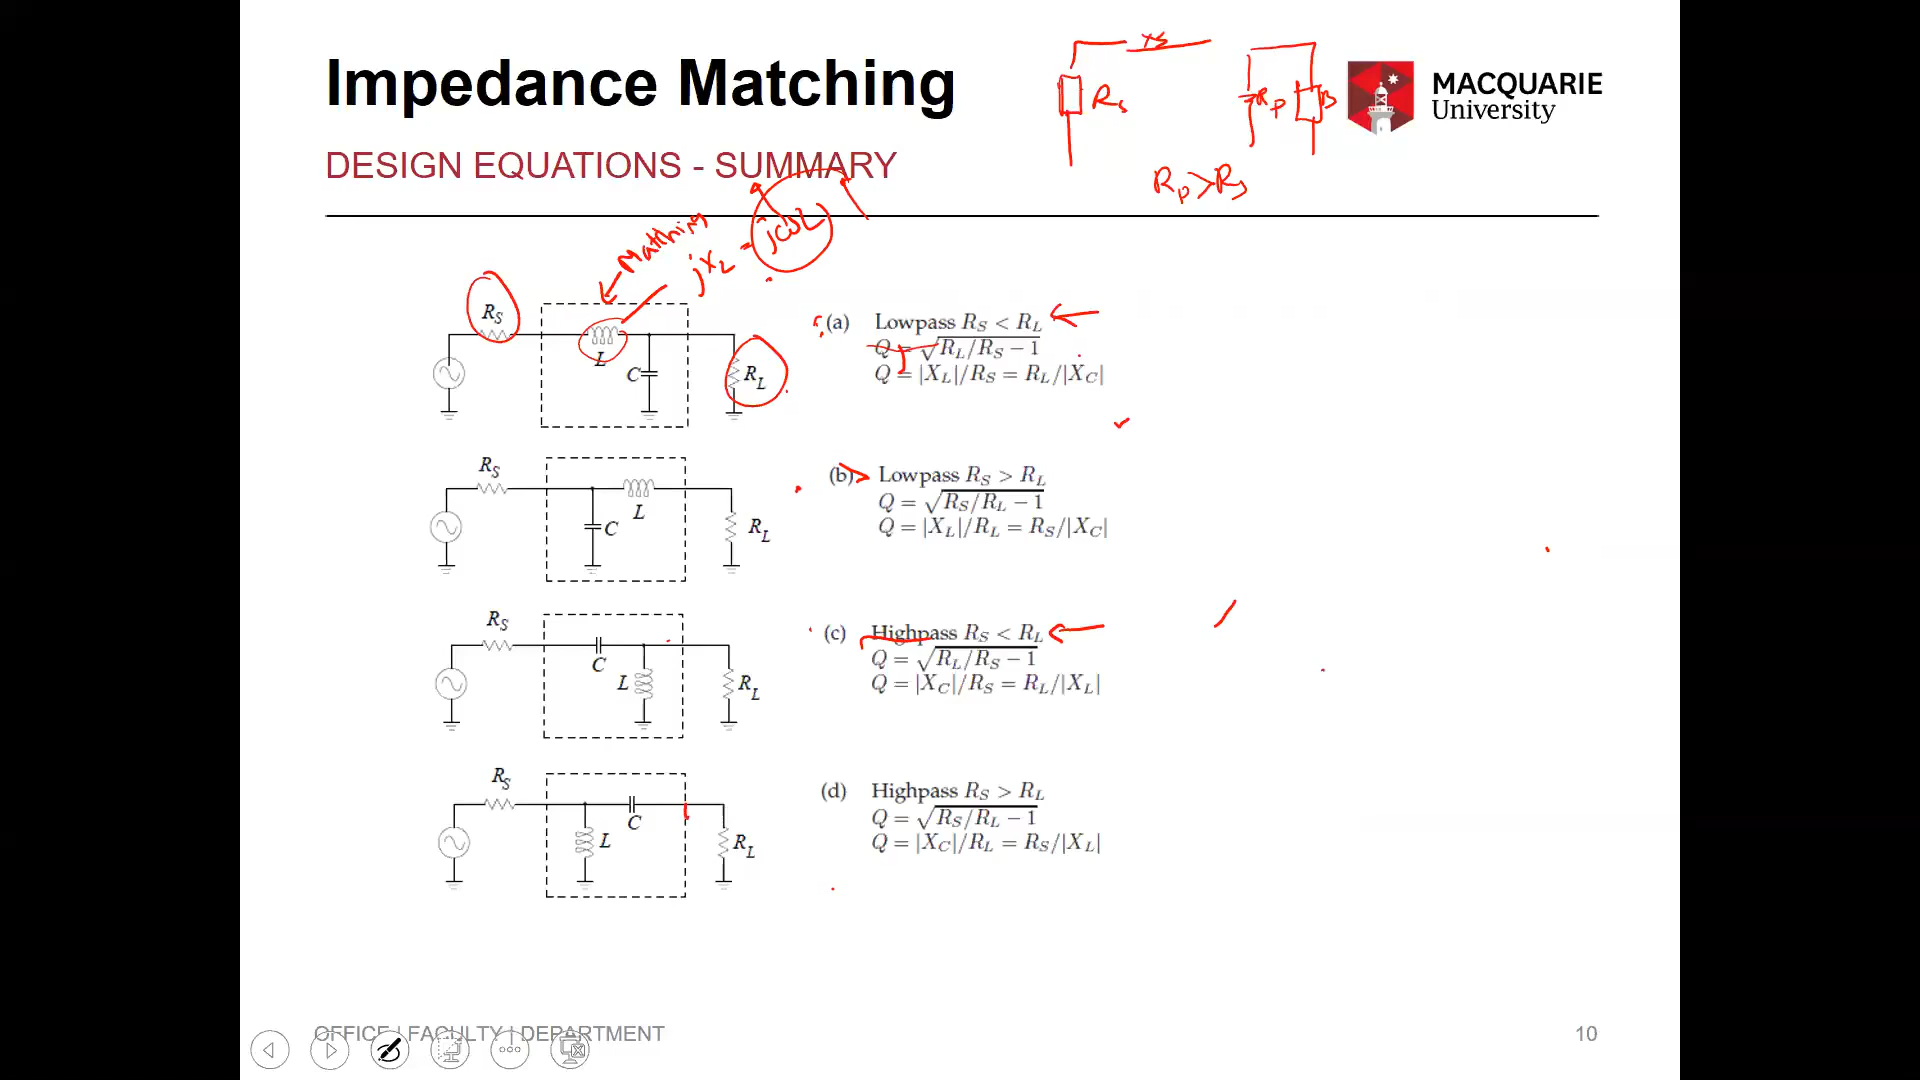 Impedance Matching
DESIGN EQUATIONS - SUMMARY
MACQUARIE
University
Xs
Rs
Rp
B
Rp > Rs
Matching
jXL = jωL
RS
L
C
RL
(a) Lowpass RS < RL
Q = √RL/RS − 1
Q = |XL|/RS = RL/|XC|
RS
L
C
RL
(b) Lowpass RS > RL
Q = √RS/RL − 1
Q = |XL|/RL = RS/|XC|
RS
C
L
RL
(c) Highpass RS < RL
Q = √RL/RS − 1
Q = |XC|/RS = RL/|XL|
RS
C
L
RL
(d) Highpass RS > RL
Q = √RS/RL − 1
Q = |XC|/RL = RS/|XL|
OFFICE | FACULTY | DEPARTMENT
10